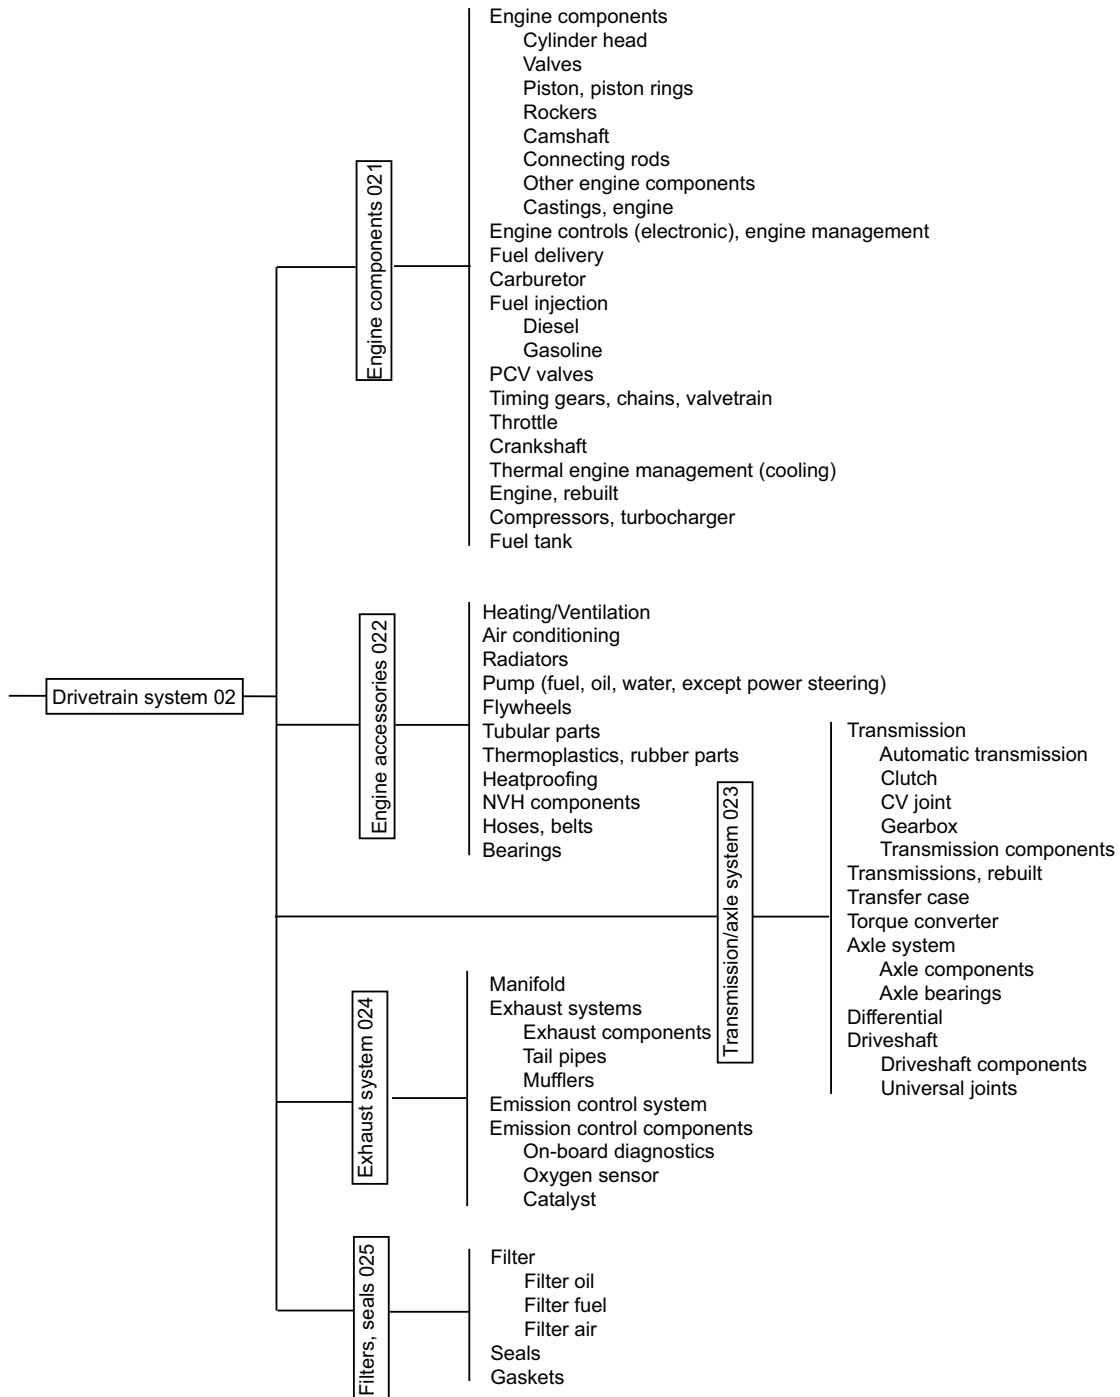 Drivetrain system 02
Engine components 021
Engine components
Cylinder head
Valves
Piston, piston rings
Rockers
Camshaft
Connecting rods
Other engine components
Castings, engine
Engine controls (electronic), engine management
Fuel delivery
Carburetor
Fuel injection
Diesel
Gasoline
PCV valves
Timing gears, chains, valvetrain
Throttle
Crankshaft
Thermal engine management (cooling)
Engine, rebuilt
Compressors, turbocharger
Fuel tank
Engine accessories 022
Heating/Ventilation
Air conditioning
Radiators
Pump (fuel, oil, water, except power steering)
Flywheels
Tubular parts
Thermoplastics, rubber parts
Heatproofing
NVH components
Hoses, belts
Bearings
Transmission/axle system 023
Transmission
Automatic transmission
Clutch
CV joint
Gearbox
Transmission components
Transmissions, rebuilt
Transfer case
Torque converter
Axle system
Axle components
Axle bearings
Differential
Driveshaft
Driveshaft components
Universal joints
Exhaust system 024
Manifold
Exhaust systems
Exhaust components
Tail pipes
Mufflers
Emission control system
Emission control components
On-board diagnostics
Oxygen sensor
Catalyst
Filters, seals 025
Filter
Filter oil
Filter fuel
Filter air
Seals
Gaskets